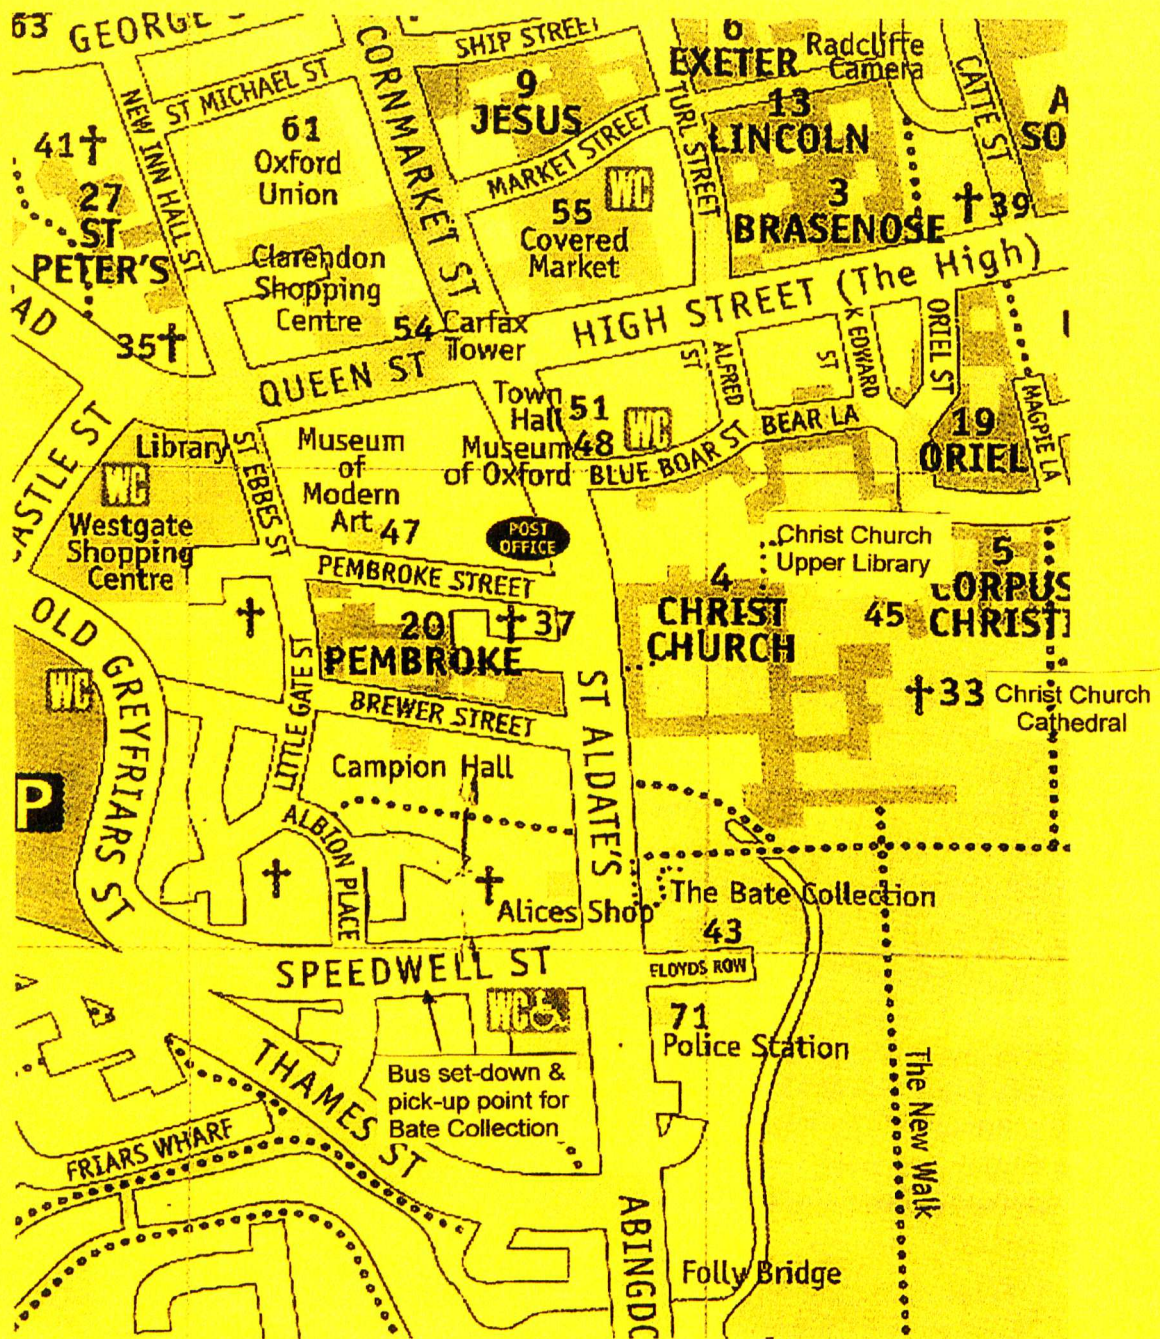 63
GEORGE
CORNMARKET ST
SHIP STREET
6
EXETER
Radcliffe
Camera
CATTE ST
ST MICHAEL ST
NEW INN HALL ST
9
JESUS
TURL STREET
13
LINCOLN
A
SO
41
61
Oxford
Union
MARKET STREET
WC
27
ST
PETER'S
55
Covered
Market
3
BRASENOSE
39
Clarendon
Shopping
Centre
54
Carfax
Tower
HIGH STREET (The High)
AD
35
QUEEN ST
ST
ALFRED
ST
K EDWARD
ORIEL ST
MAGPIE LA
Town
Hall
51
Museum
48
of Oxford
WC
BLUE BOAR ST
BEAR LA
19
ORIEL
CASTLE ST
Library
WC
Westgate
Shopping
Centre
ST EBBES ST
Museum
of
Modern
Art
47
POST
OFFICE
Christ Church
Upper Library
5
CORPUS
CHRISTI
PEMBROKE STREET
4
CHRIST
CHURCH
45
OLD GREYFRIARS ST
20
PEMBROKE
37
WC
LITTLE GATE ST
BREWER STREET
ST ALDATE'S
33
Christ Church
Cathedral
P
Campion Hall
ALBION PLACE
Alices Shop
The Bate Collection
43
SPEEDWELL ST
FLOYDS ROW
WC
71
Police Station
THAMES ST
Bus set-down &
pick-up point for
Bate Collection
The New Walk
FRIARS WHARF
ABINGDO
Folly Bridge